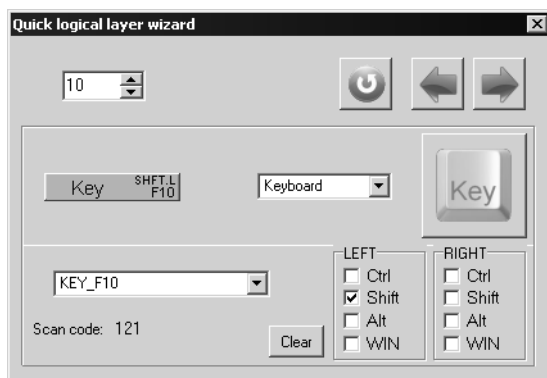 Quick logical layer wizard
10
Key SHFT.L F10
Keyboard
Key
KEY_F10
Scan code: 121
Clear
LEFT
Ctrl
Shift
Alt
WIN
RIGHT
Ctrl
Shift
Alt
WIN